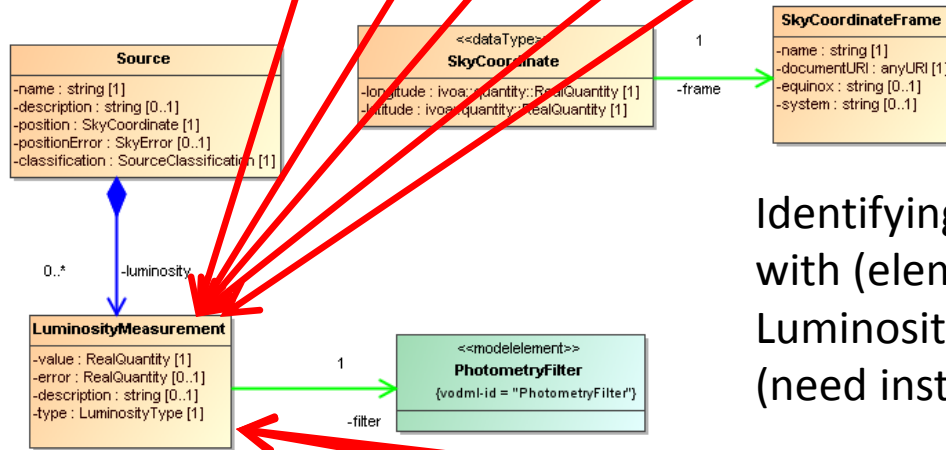 Source
-name : string [1]
-description : string [0..1]
-position : SkyCoordinate [1]
-positionError : SkyError [0..1]
-classification : SourceClassification [1]
<<dataType>>
SkyCoordinate
-longitude : ivoa::quantity::RealQuantity [1]
-latitude : ivoa::quantity::RealQuantity [1]
1
-frame
SkyCoordinateFrame
-name : string [1]
-documentURI : anyURI [1]
-equinox : string [0..1]
-system : string [0..1]
0..*
-luminosity
LuminosityMeasurement
-value : RealQuantity [1]
-error : RealQuantity [0..1]
-description : string [0..1]
-type : LuminosityType [1]
1
-filter
<<modelelement>>
PhotometryFilter
{vodml-id = "PhotometryFilter"}
Identifying
with (elem
Luminosit
(need inst